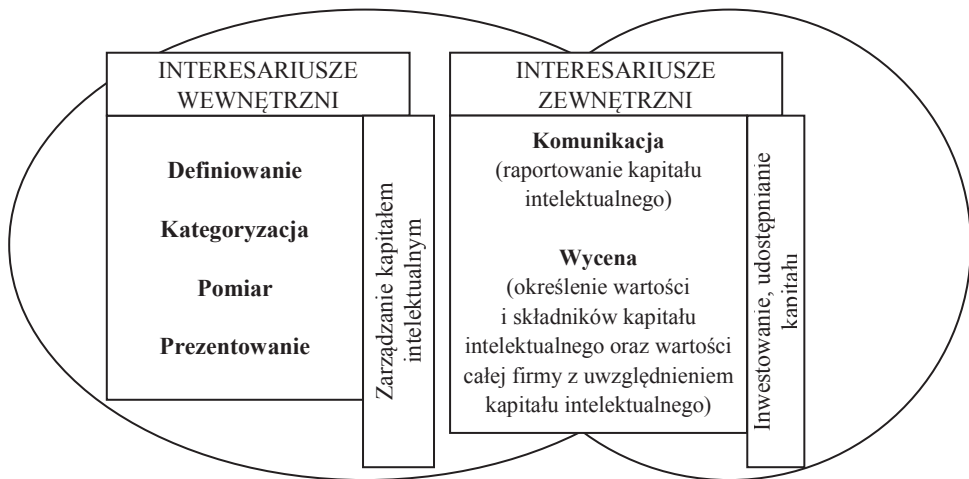 INTERESARIUSZE
WEWNĘTRZNI
Definiowanie
Kategoryzacja
Pomiar
Prezentowanie
Zarządzanie kapitałem
intelektualnym
INTERESARIUSZE
ZEWNĘTRZNI
Komunikacja
(raportowanie kapitału
intelektualnego)
Wycena
(określenie wartości
i składników kapitału
intelektualnego oraz wartości
całej firmy z uwzględnieniem
kapitału intelektualnego)
Inwestowanie, udostępnianie
kapitału